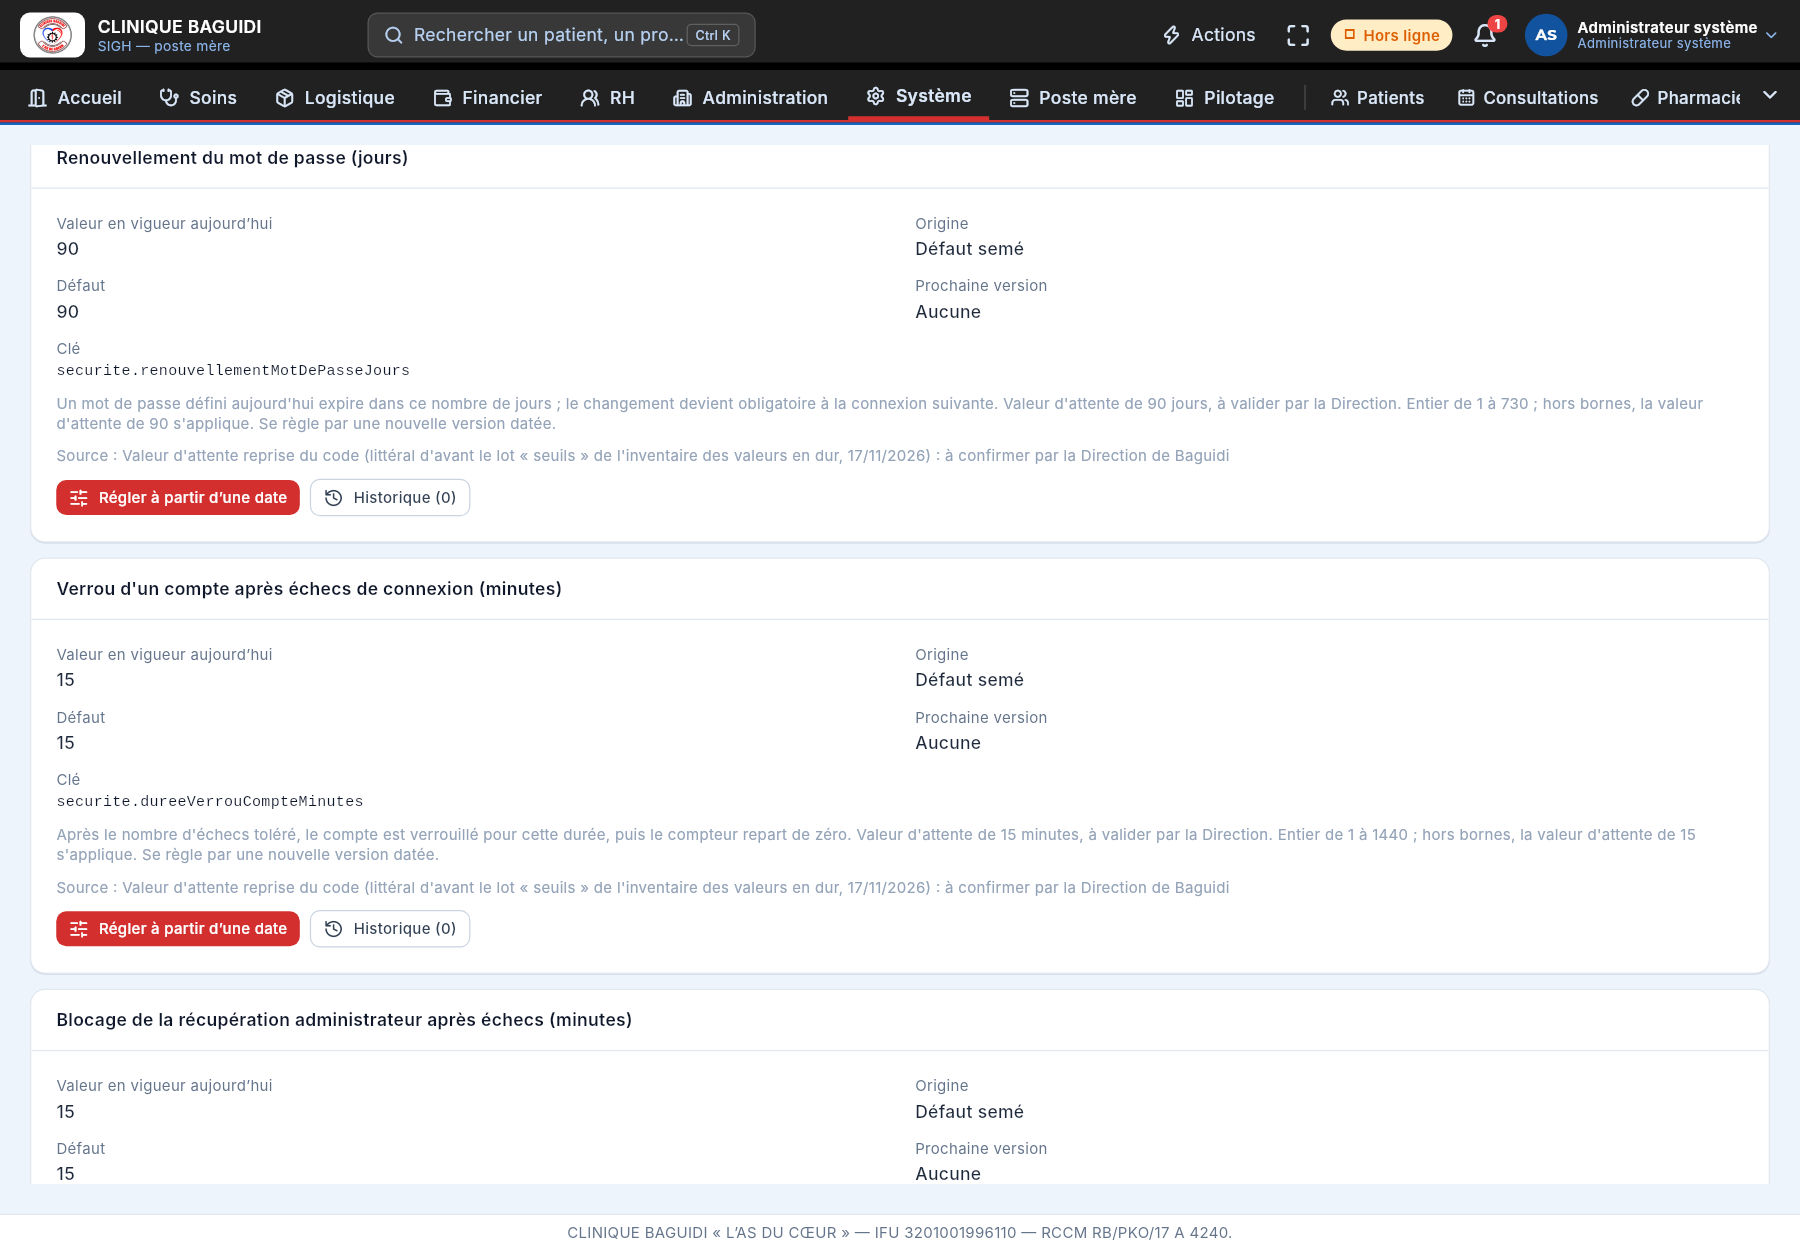 CLINIQUE BAGUIDI
SIGH — poste mère
Rechercher un patient, un pro... Ctrl K
Actions
Hors ligne
1
AS
Administrateur système
Administrateur système
Accueil Soins Logistique Financier RH Administration Système Poste mère Pilotage Patients Consultations Pharmacie
Renouvellement du mot de passe (jours)
Valeur en vigueur aujourd’hui Origine
90 Défaut semé
Défaut Prochaine version
90 Aucune
Clé
securite.renouvellementMotDePasseJours
Un mot de passe défini aujourd'hui expire dans ce nombre de jours ; le changement devient obligatoire à la connexion suivante. Valeur d'attente de 90 jours, à valider par la Direction. Entier de 1 à 730 ; hors bornes, la valeur
d'attente de 90 s'applique. Se règle par une nouvelle version datée.
Source : Valeur d'attente reprise du code (littéral d'avant le lot « seuils » de l'inventaire des valeurs en dur, 17/11/2026) : à confirmer par la Direction de Baguidi
Régler à partir d’une date Historique (0)
Verrou d'un compte après échecs de connexion (minutes)
Valeur en vigueur aujourd’hui Origine
15 Défaut semé
Défaut Prochaine version
15 Aucune
Clé
securite.dureeVerrouCompteMinutes
Après le nombre d'échecs toléré, le compte est verrouillé pour cette durée, puis le compteur repart de zéro. Valeur d'attente de 15 minutes, à valider par la Direction. Entier de 1 à 1440 ; hors bornes, la valeur d'attente de 15
s'applique. Se règle par une nouvelle version datée.
Source : Valeur d'attente reprise du code (littéral d'avant le lot « seuils » de l'inventaire des valeurs en dur, 17/11/2026) : à confirmer par la Direction de Baguidi
Régler à partir d’une date Historique (0)
Blocage de la récupération administrateur après échecs (minutes)
Valeur en vigueur aujourd’hui Origine
15 Défaut semé
Défaut Prochaine version
15 Aucune
CLINIQUE BAGUIDI « L’AS DU CŒUR » — IFU 3201001996110 — RCCM RB/PKO/17 A 4240.